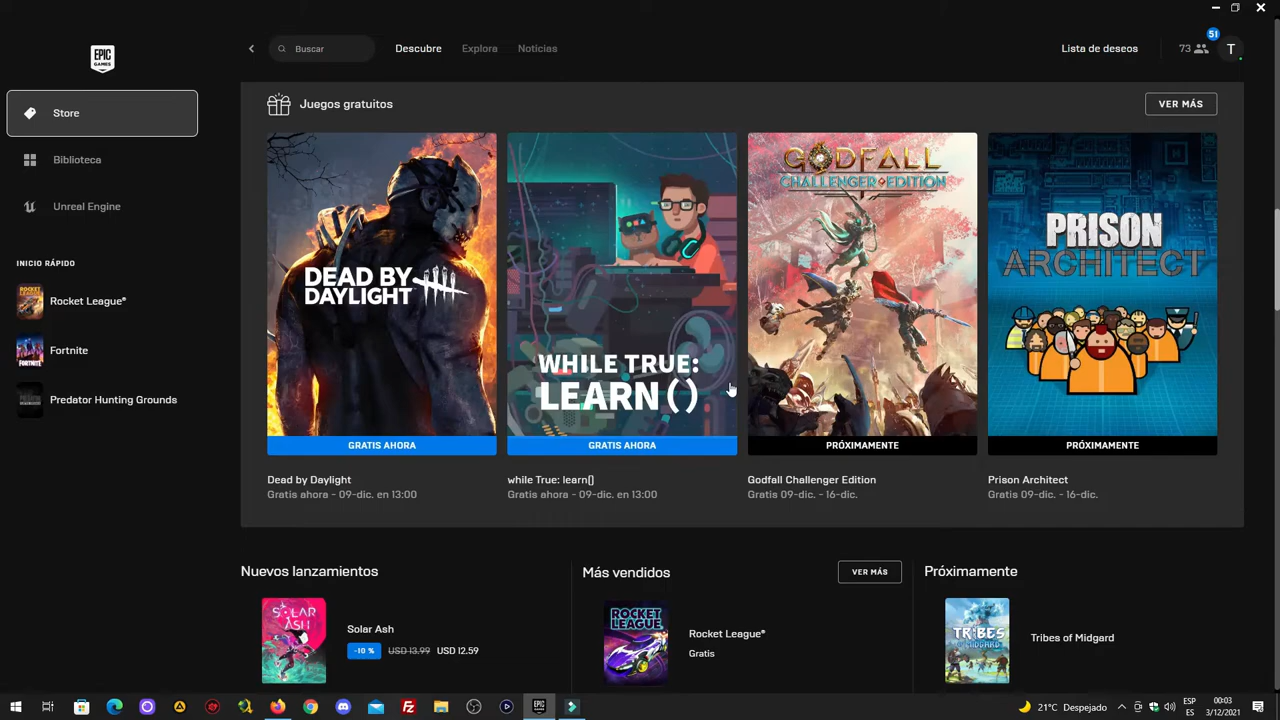 EPIC
GAMES
Buscar
Descubre
Explora
Noticias
Lista de deseos
73
51
T
Store
Biblioteca
Unreal Engine
INICIO RÁPIDO
Rocket League®
Fortnite
Predator Hunting Grounds
Juegos gratuitos
VER MÁS
DEAD BY
DAYLIGHT
WHILE TRUE:
LEARN()
GODFALL
CHALLENGER EDITION
PRISON
ARCHITECT
GRATIS AHORA
GRATIS AHORA
PRÓXIMAMENTE
PRÓXIMAMENTE
Dead by Daylight
Gratis ahora - 09-dic. en 13:00
while True: learn()
Gratis ahora - 09-dic. en 13:00
Godfall Challenger Edition
Gratis 09-dic. - 16-dic.
Prison Architect
Gratis 09-dic. - 16-dic.
Nuevos lanzamientos
SOLAR
ASH
Solar Ash
-10 %
USD 13.99
USD 12.59
Más vendidos
VER MÁS
ROCKET
LEAGUE
Rocket League®
Gratis
Próximamente
TRIBES
OF MIDGARD
Tribes of Midgard
21°C Despejado
ESP
ES
00:03
3/12/2021